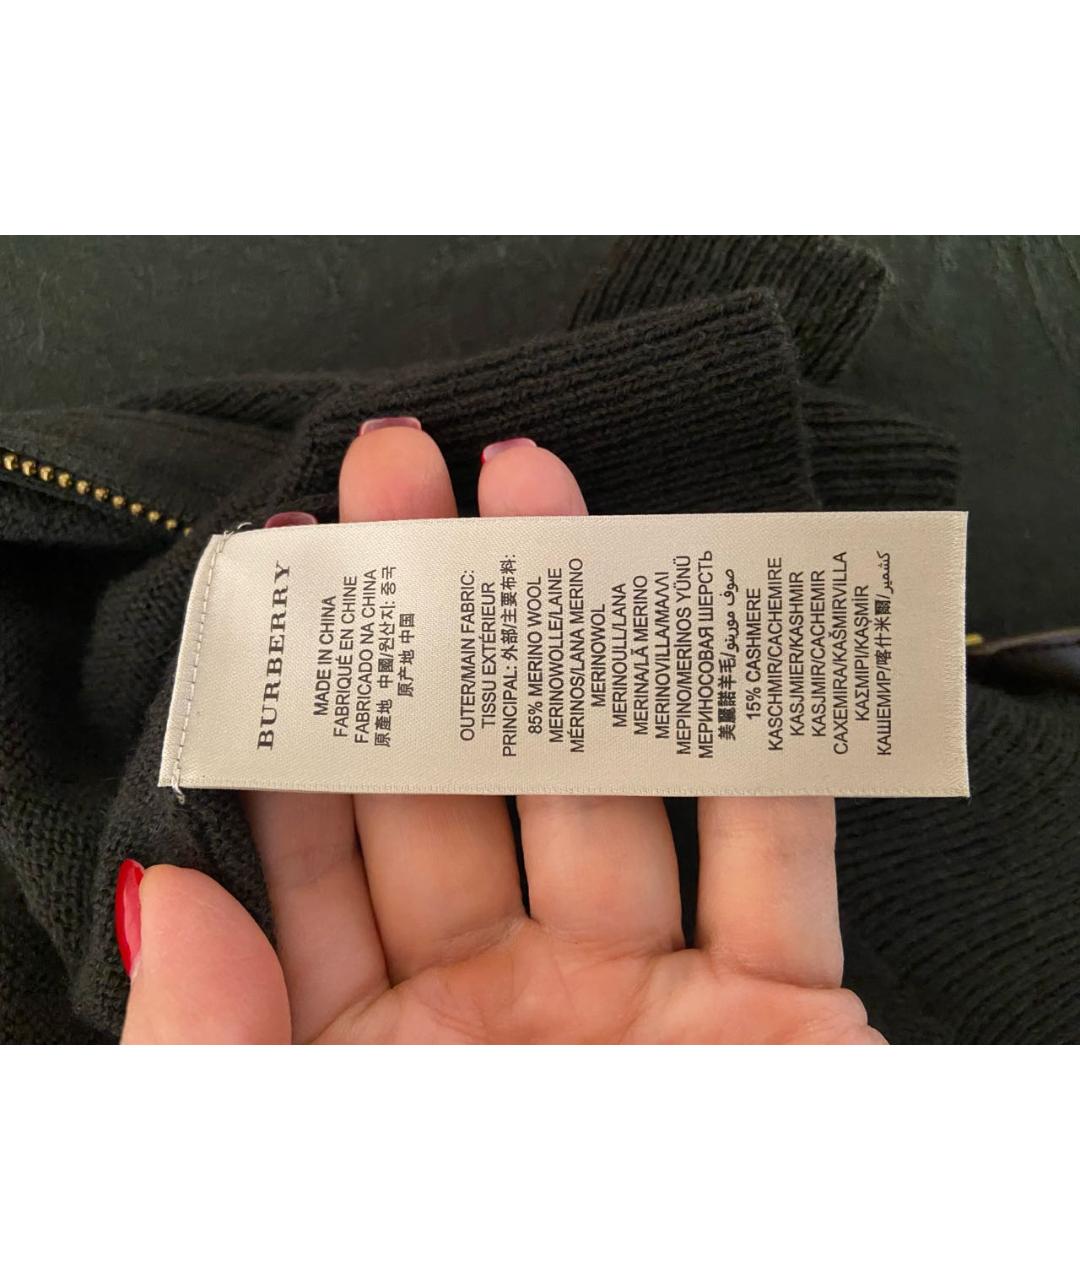 BURBERRY
MADE IN CHINA
FABRIQUÉ EN CHINE
FABRICADO NA CHINA
原產地 中國/원산지: 중국
原产地 中国
OUTER/MAIN FABRIC:
TISSU EXTÉRIEUR
PRINCIPAL: 外部/主要布料:
85% MERINO WOOL
MERINOWOLLE/LAINE
MÉRINOS/LANA MERINO
MERINOWOL
MERINOULL/LANA
MERINA/LÃ MERINO
MERINOVILLA/ΜΑΛΛΙ
ΜΕΡΙΝΟ/MERİNOS YÜNÜ
МЕРИНОСОВАЯ ШЕРСТЬ
美麗諾羊毛/صوف مورينو
15% CASHMERE
KASCHMIR/CACHEMIRE
KASJMIER/KASHMIR
KASJMIR/CACHEMIR
CAXEMIRA/KAŠMIRVILLA
ΚΑΣΜΙΡΙ/KAŞMİR
КАШЕМИР/喀什米爾/كشمير